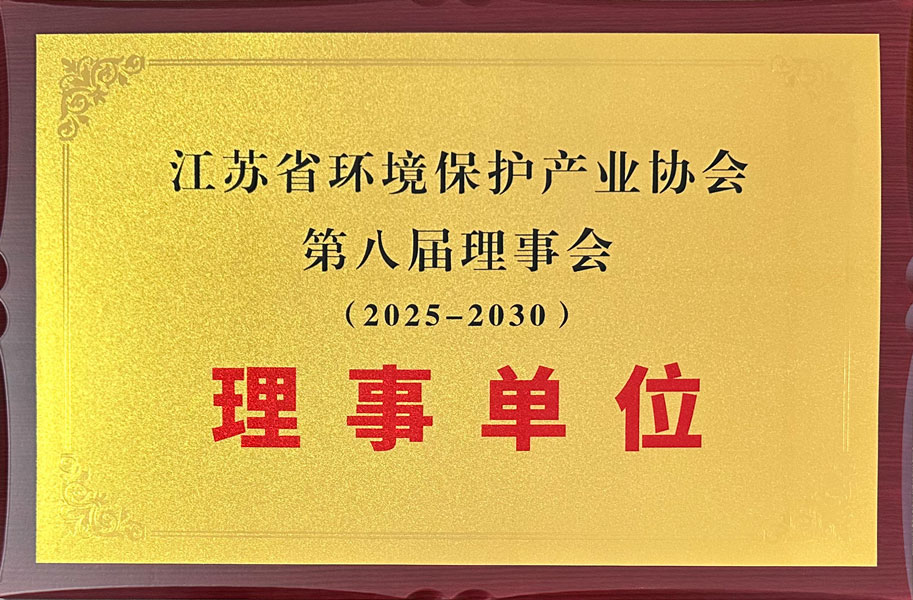 江苏省环境保护产业协会
第八届理事会
（2025-2030）
理事单位